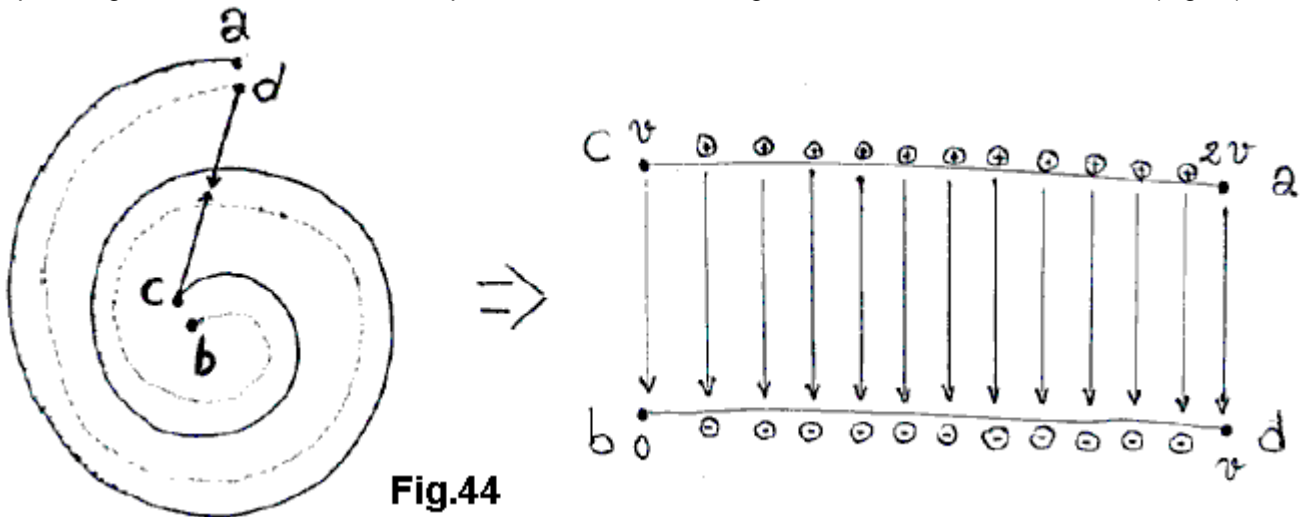 a
d
c
b
⇒
c v 2v a
⊕ ⊕ ⊕ ⊕ ⊕ ⊕ ⊕ ⊙ ⊕ ⊕ ⊕
b 0 v d
⊖ ⊖ ⊖ ⊖ ⊖ ⊖ ⊖ ⊖ ⊖ ⊖ ⊖
Fig.44